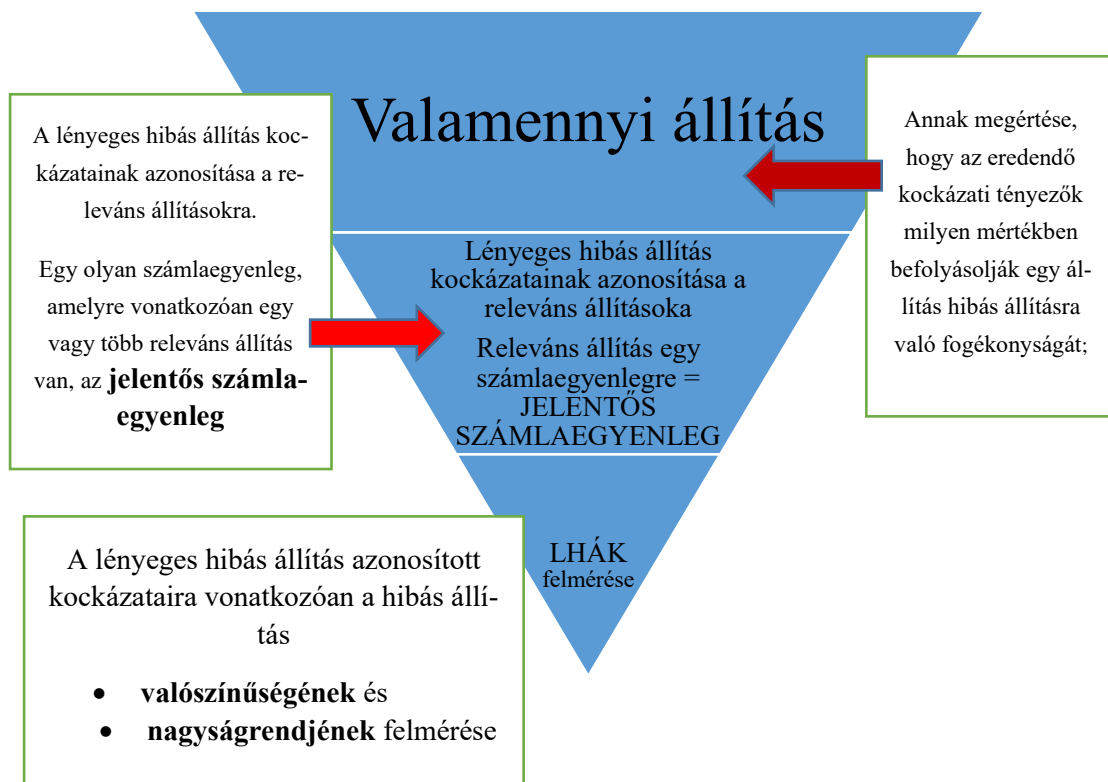 Valamennyi állítás
A lényeges hibás állítás koc-
kázatainak azonosítása a re-
leváns állításokra.
Egy olyan számlaegyenleg,
amelyre vonatkozóan egy
vagy több releváns állítás
van, az jelentős számla-
egyenleg
Annak megértése,
hogy az eredendő
kockázati tényezők
milyen mértékben
befolyásolják egy ál-
lítás hibás állításra
való fogékonyságát;
Lényeges hibás állítás
kockázatainak azonosítása a
releváns állításoka
Releváns állítás egy
számlaegyenlegre =
JELENTŐS
SZÁMLAEGYENLEG
LHÁK
felmérése
A lényeges hibás állítás azonosított
kockázataira vonatkozóan a hibás állí-
tás
• valószínűségének és
• nagyságrendjének felmérése